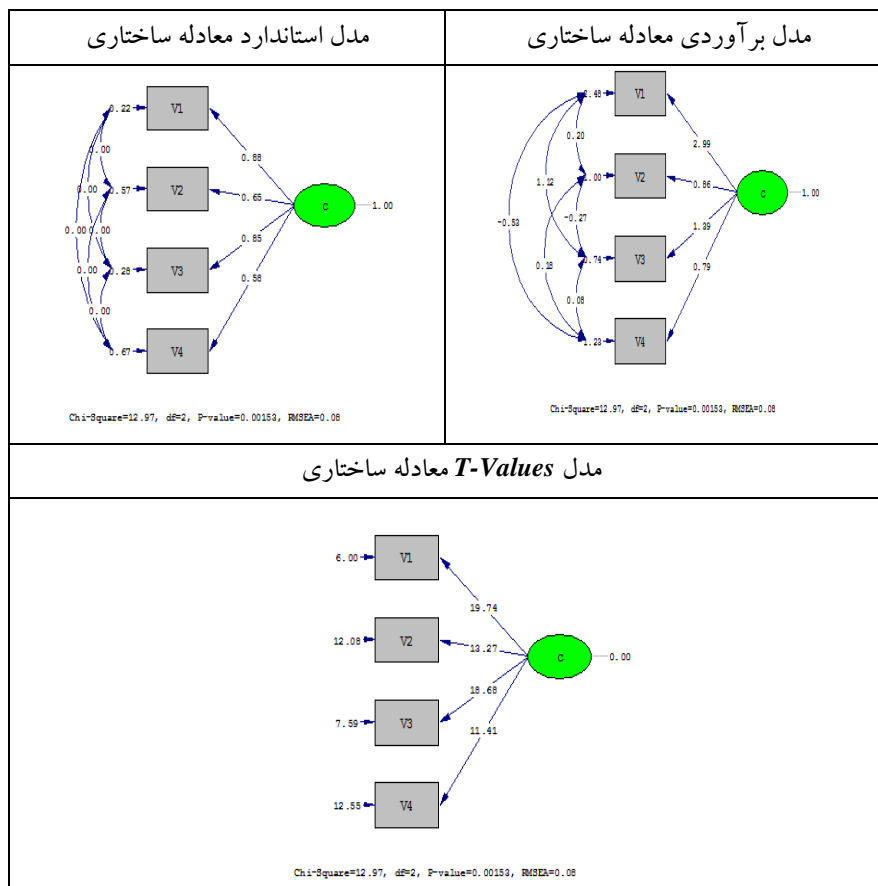 مدل برآوردی معادله ساختاری
مدل استاندارد معادله ساختاری
0.22
V1
0.00
0.88
0.00
0.57
V2
0.65
1.00
c
0.00
0.00
0.85
0.00
0.28
V3
0.58
0.00
0.67
V4
Chi-Square=12.97, df=2, P-value=0.00153, RMSEA=0.08
0.48
V1
0.20
2.99
1.12
1.00
V2
0.86
1.00
c
-0.53
-0.27
1.39
0.18
0.74
V3
0.79
0.08
1.23
V4
Chi-Square=12.97, df=2, P-value=0.00153, RMSEA=0.08
مدل T-Values معادله ساختاری
6.00
V1
19.74
12.08
V2
13.27
c
0.00
18.68
7.59
V3
11.41
12.55
V4
Chi-Square=12.97, df=2, P-value=0.00153, RMSEA=0.08